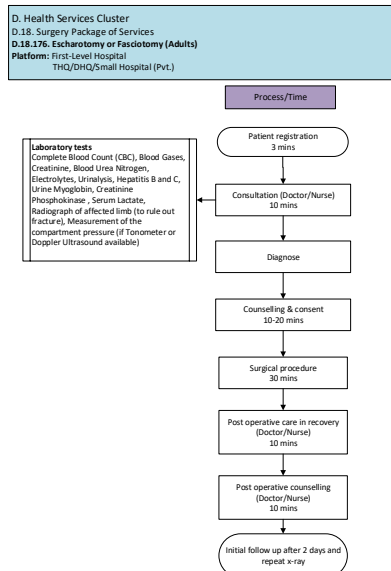 D. Health Services Cluster
D.18. Surgery Package of Services
D.18.176. Escharotomy or Fasciotomy (Adults)
Platform: First-Level Hospital
THQ/DHQ/Small Hospital (Pvt.)
Process/Time
Patient registration
3 mins
Laboratory tests
Complete Blood Count (CBC), Blood Gases,
Creatinine, Blood Urea Nitrogen,
Electrolytes, Urinalysis, Hepatitis B and C,
Urine Myoglobin, Creatinine
Phosphokinase , Serum Lactate,
Radiograph of affected limb (to rule out
fracture), Measurement of the
compartment pressure (if Tonometer or
Doppler Ultrasound available)
Consultation (Doctor/Nurse)
10 mins
Diagnose
Counselling & consent
10-20 mins
Surgical procedure
30 mins
Post operative care in recovery
(Doctor/Nurse)
10 mins
Post operative counselling
(Doctor/Nurse)
10 mins
Initial follow up after 2 days and
repeat x-ray